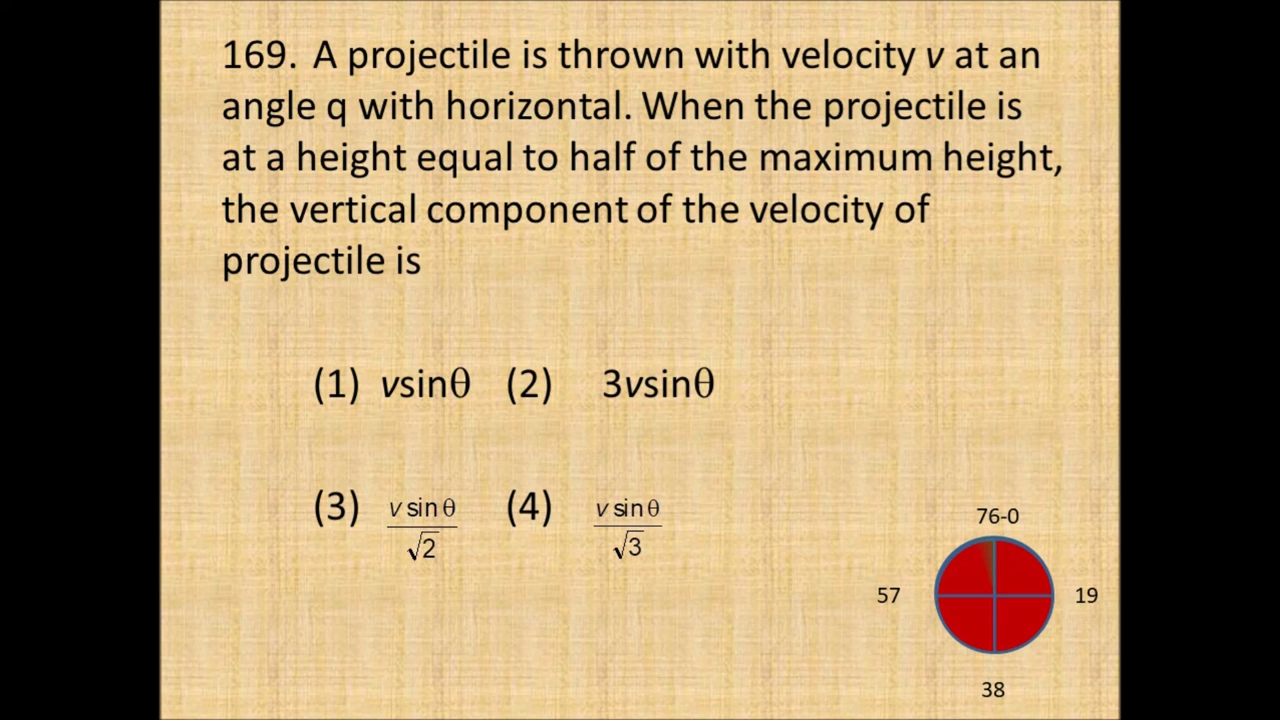 169. A projectile is thrown with velocity v at an
angle q with horizontal. When the projectile is
at a height equal to half of the maximum height,
the vertical component of the velocity of
projectile is
(1) vsinθ (2) 3vsinθ
(3) v sin θ / √2 (4) v sin θ / √3
76-0
57 19
38